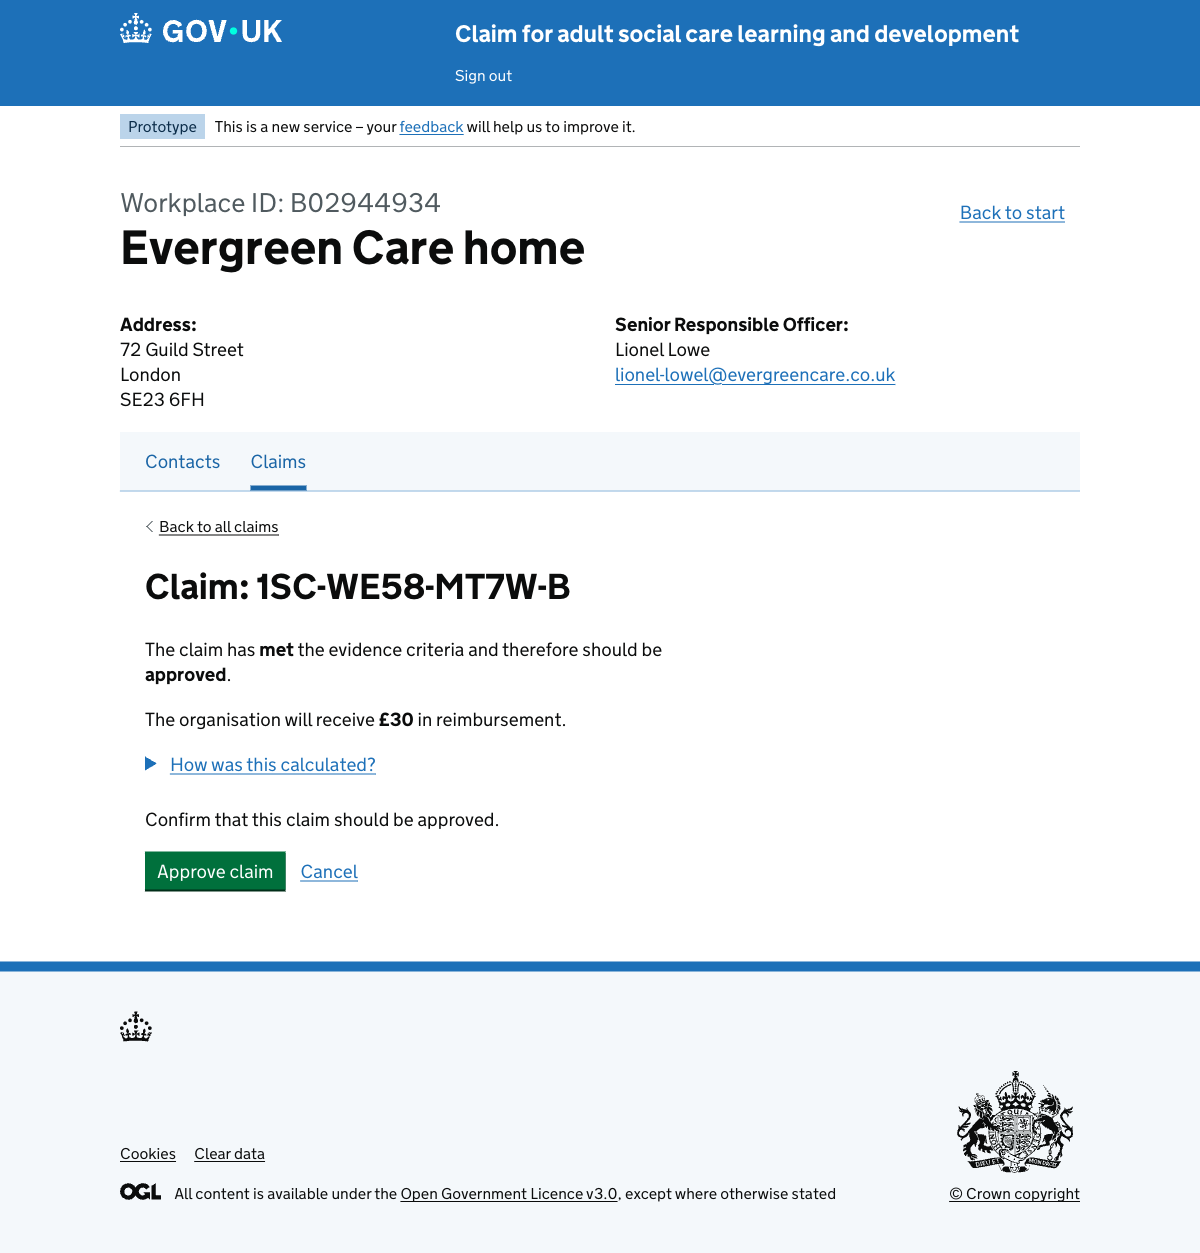 GOV·UK
Claim for adult social care learning and development
Sign out
Prototype This is a new service – your feedback will help us to improve it.
Workplace ID: B02944934
Back to start
Evergreen Care home
Address:
72 Guild Street
London
SE23 6FH
Senior Responsible Officer:
Lionel Lowe
lionel-lowel@evergreencare.co.uk
Contacts Claims
Back to all claims
Claim: 1SC-WE58-MT7W-B
The claim has met the evidence criteria and therefore should be
approved.
The organisation will receive £30 in reimbursement.
How was this calculated?
Confirm that this claim should be approved.
Approve claim Cancel
Cookies Clear data
OGL All content is available under the Open Government Licence v3.0, except where otherwise stated
© Crown copyright